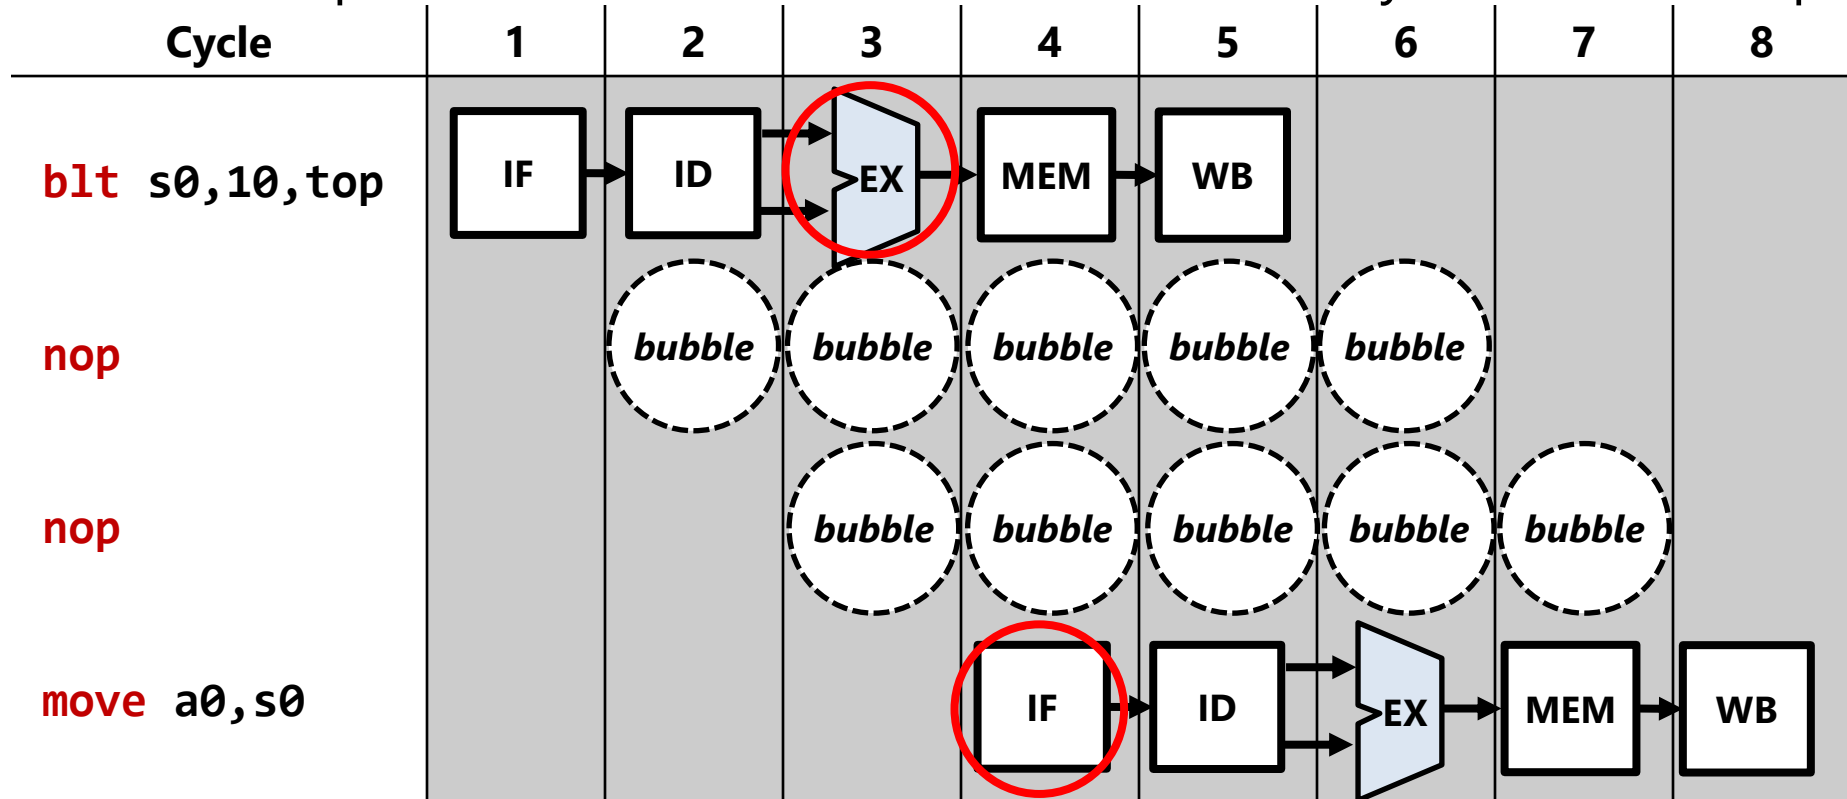 Cycle 1 2 3 4 5 6 7 8
blt s0,10,top IF ID EX MEM WB
nop bubble bubble bubble bubble bubble
nop bubble bubble bubble bubble bubble
move a0,s0 IF ID EX MEM WB